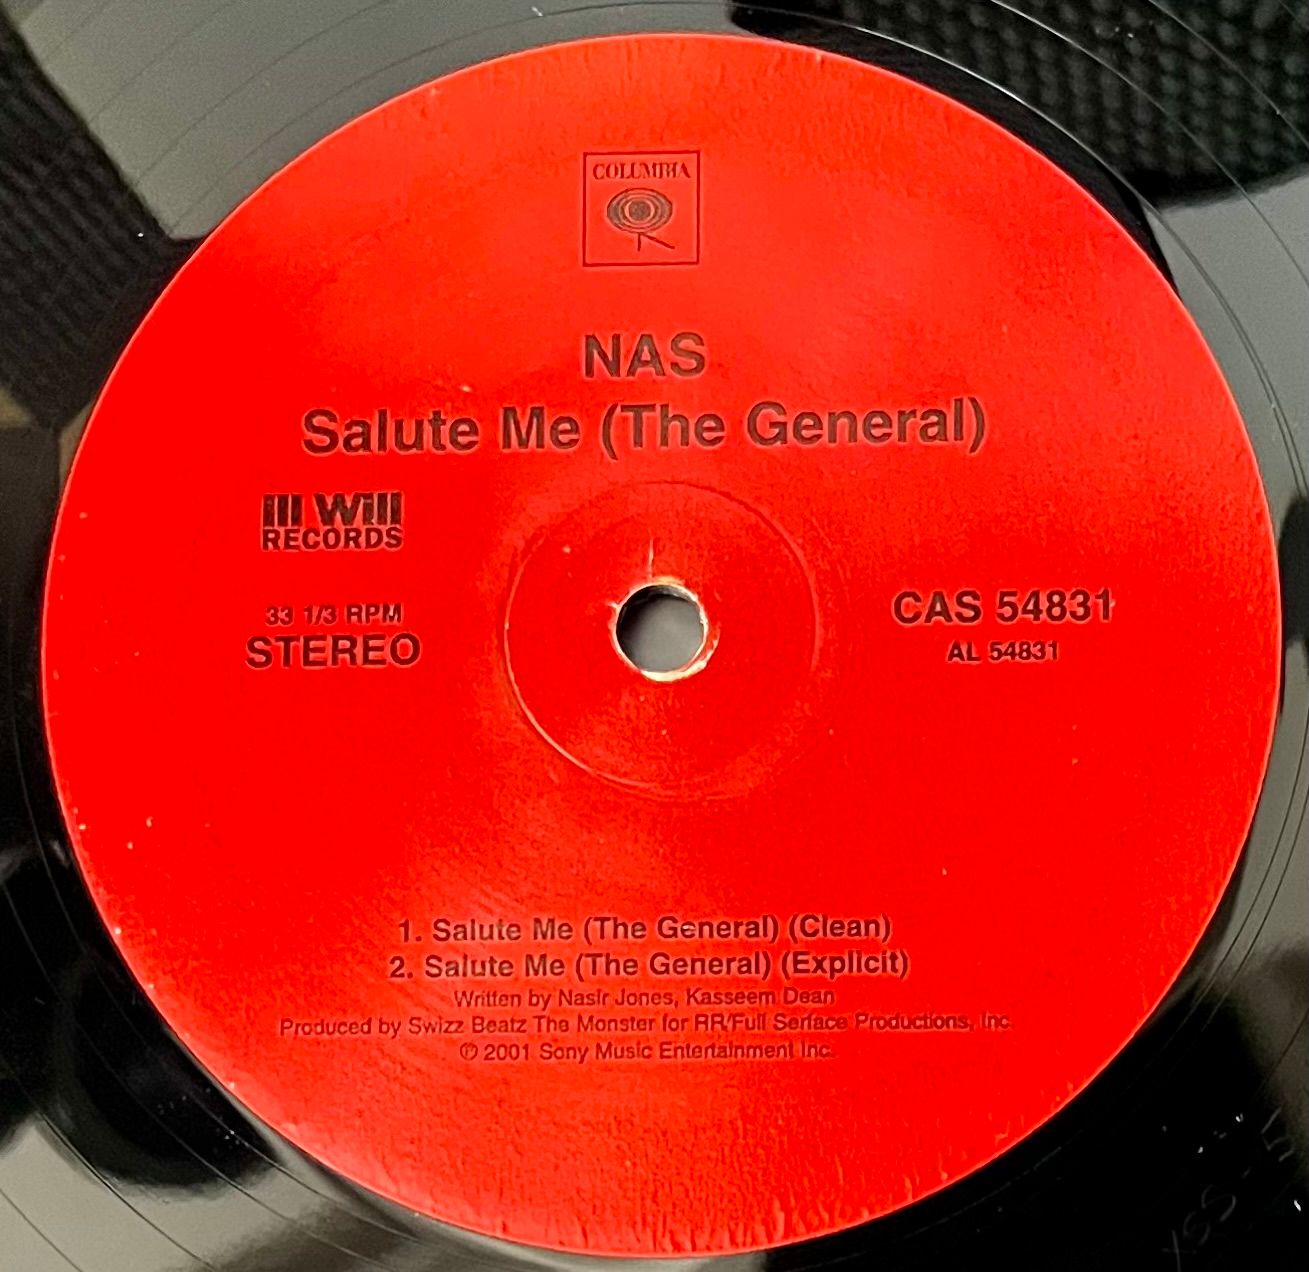 COLUMBIA
NAS
Salute Me (The General)
Ill Will
RECORDS
33 1/3 RPM
STEREO
CAS 54831
AL 54831
1. Salute Me (The General) (Clean)
2. Salute Me (The General) (Explicit)
Written by Nasir Jones, Kasseem Dean
Produced by Swizz Beatz The Monster for RR/Full Serface Productions, Inc.
℗ 2001 Sony Music Entertainment Inc.